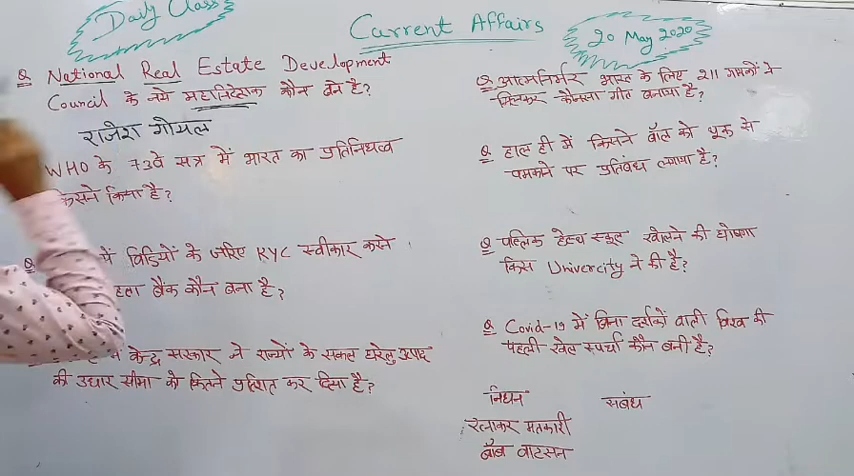 Daily Class
Current Affairs
20 May 2020
Q National Real Estate Development
Council के नये महानिदेशक कौन बने है?
राजेश गोयल
WHO के 73वे सत्र में भारत का प्रतिनिधत्व
किसने किया है?
Q में विडियों के जरिए KYC स्वीकार करने
बैंक कौन बना है?
केन्द्र सरकार ने राज्यों के सकल घरेलु उत्पाद
की उधार सीमा को कितने प्रतिशत कर दिया है?
Q आत्मनिर्भर भारत के लिए 211 गायकों ने
मिलकर कौनसा गीत बनाया है?
Q हाल ही में किसने बॉल को थूक से
चमकाने पर प्रतिबंध लगाया है?
Q पब्लिक हेल्थ स्कूल खोलने की घोषणा
किस Univercity ने की है?
Q Covid-19 में बिना दर्शकों वाली विश्व की
पहली खेल स्पर्धा कौन बनी है?
निधन संबंध
रत्नाकर मतकारी
बॉब वाटसन